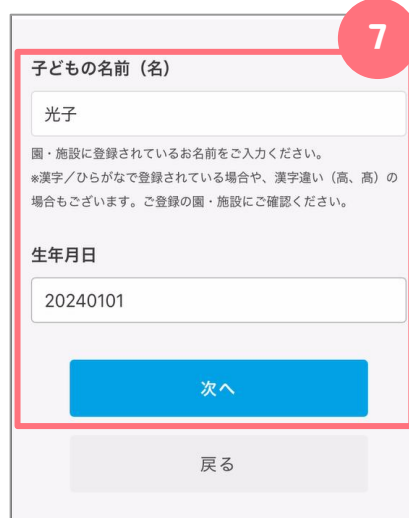 7
子どもの名前（名）
光子
園・施設に登録されているお名前をご入力ください。
※漢字／ひらがなで登録されている場合や、漢字違い（高、髙）の
場合もございます。ご登録の園・施設にご確認ください。
生年月日
20240101
次へ
戻る